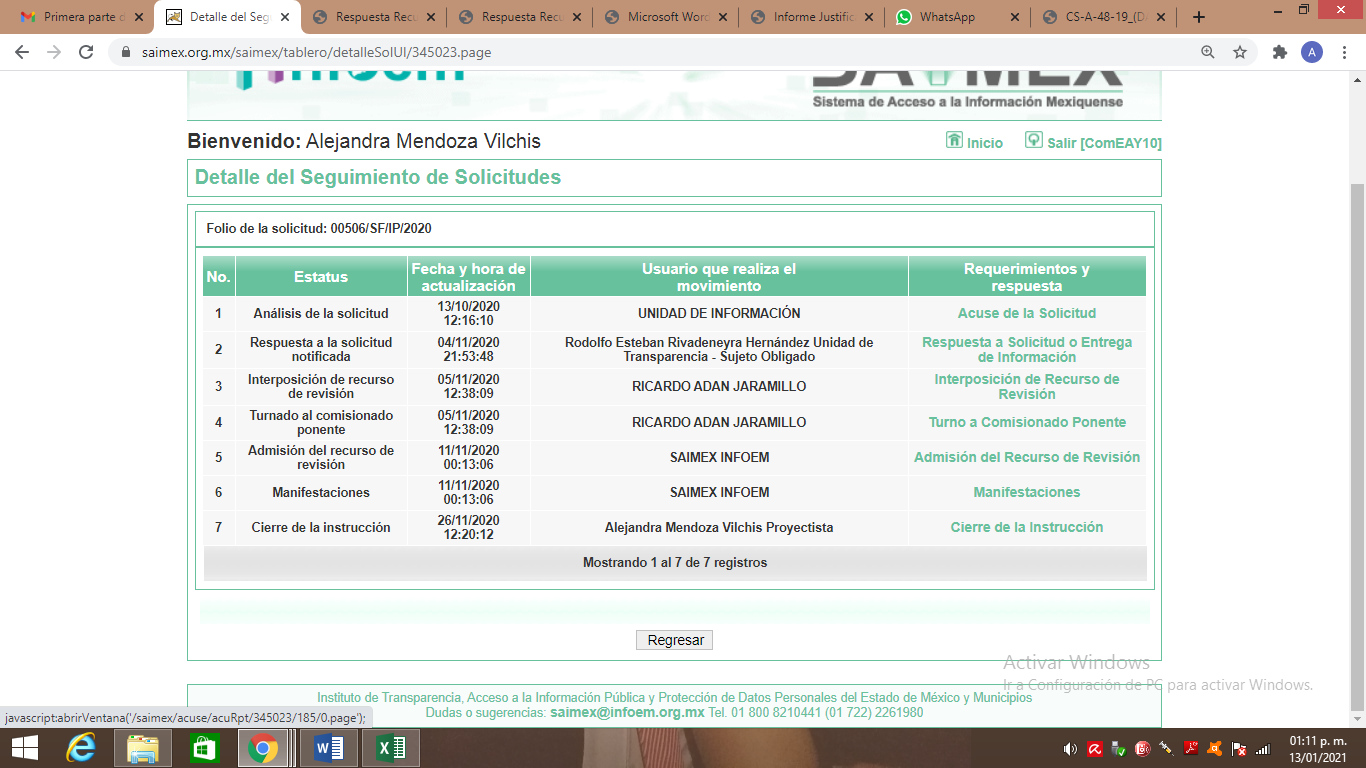 Primera parte d
Detalle del Seg
Respuesta Recu
Respuesta Recu
Microsoft Word
Informe Justific
WhatsApp
CS-A-48-19_(D
saimex.org.mx/saimex/tablero/detalleSolUI/345023.page
A
infoem
SAIMEX
Sistema de Acceso a la Información Mexiquense
Bienvenido: Alejandra Mendoza Vilchis
Inicio
Salir [ComEAY10]
Detalle del Seguimiento de Solicitudes
Folio de la solicitud: 00506/SF/IP/2020
No. Estatus Fecha y hora de actualización Usuario que realiza el movimiento Requerimientos y respuesta
1 Análisis de la solicitud 13/10/2020 12:16:10 UNIDAD DE INFORMACIÓN Acuse de la Solicitud
2 Respuesta a la solicitud notificada 04/11/2020 21:53:48 Rodolfo Esteban Rivadeneyra Hernández Unidad de Transparencia - Sujeto Obligado Respuesta a Solicitud o Entrega de Información
3 Interposición de recurso de revisión 05/11/2020 12:38:09 RICARDO ADAN JARAMILLO Interposición de Recurso de Revisión
4 Turnado al comisionado ponente 05/11/2020 12:38:09 RICARDO ADAN JARAMILLO Turno a Comisionado Ponente
5 Admisión del recurso de revisión 11/11/2020 00:13:06 SAIMEX INFOEM Admisión del Recurso de Revisión
6 Manifestaciones 11/11/2020 00:13:06 SAIMEX INFOEM Manifestaciones
7 Cierre de la instrucción 26/11/2020 12:20:12 Alejandra Mendoza Vilchis Proyectista Cierre de la Instrucción
Mostrando 1 al 7 de 7 registros
Regresar
Activar Windows
Ir a Configuración de PC para activar Windows.
Instituto de Transparencia, Acceso a la Información Pública y Protección de Datos Personales del Estado de México y Municipios
Dudas o sugerencias: saimex@infoem.org.mx Tel. 01 800 8210441 (01 722) 2261980
javascript:abrirVentana('/saimex/acuse/acuRpt/345023/185/0.page');
01:11 p. m.
13/01/2021